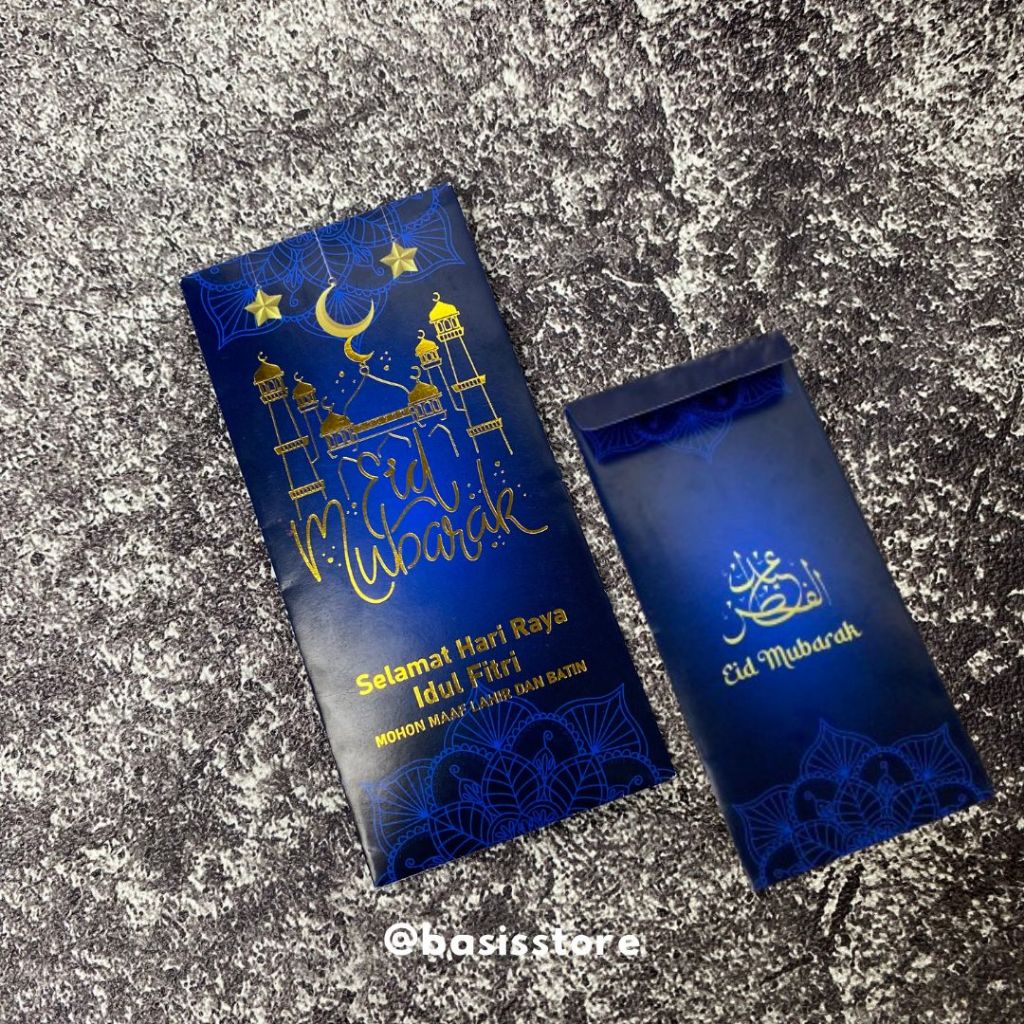 Eid
Mubarak
Selamat Hari Raya
Idul Fitri
MOHON MAAF LAHIR DAN BATIN
عيد
الفطر
Eid Mubarak
@basisstore